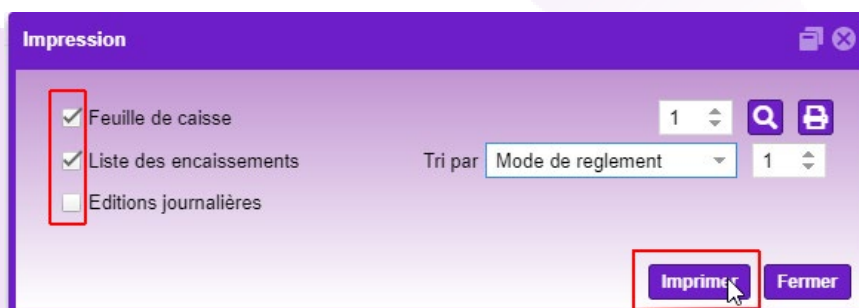 Impression
Feuille de caisse 1
Liste des encaissements Tri par Mode de reglement 1
Editions journalières
Imprimer Fermer